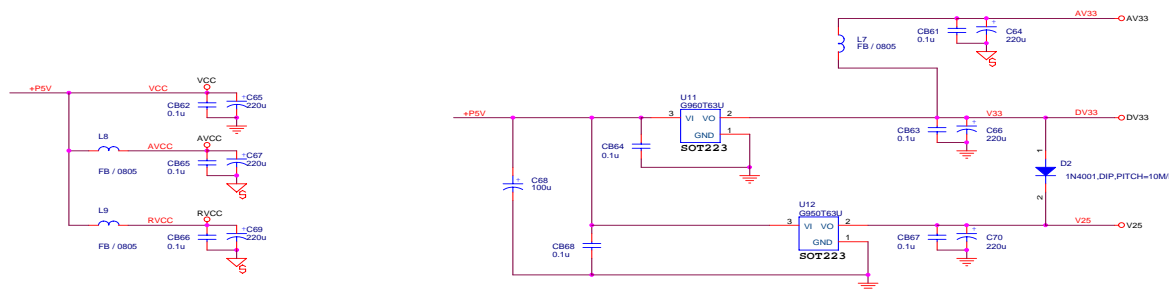 AV33
AV33
L7
FB / 0805
CB61
0.1u
+
C64
220u
S
VCC
+P5V
VCC
CB62
0.1u
+
C65
220u
L8
FB / 0805
AVCC
AVCC
CB65
0.1u
+
C67
220u
S
L9
FB / 0805
RVCC
RVCC
CB66
0.1u
+
C69
220u
S
+P5V
U11
G960T63U
3
VI
VO
2
GND
1
SOT223
CB64
0.1u
+
C68
100u
V33
DV33
DV33
CB63
0.1u
+
C66
220u
1
D2
1N4001,DIP,PITCH=10M/
2
U12
G950T63U
3
VI
VO
2
GND
1
SOT223
CB68
0.1u
V25
V25
CB67
0.1u
+
C70
220u